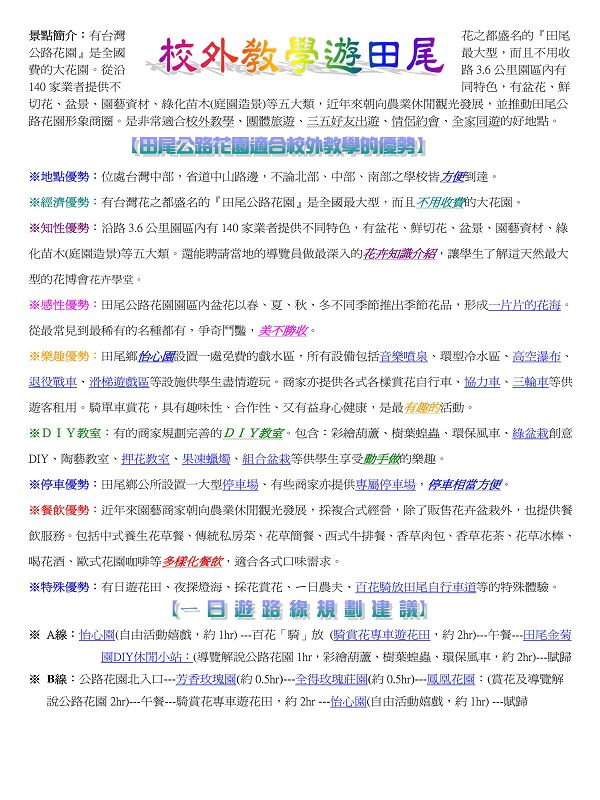 校外教學遊田尾
景點簡介：有台灣花之都盛名的『田尾
公路花園』是全國最大型，而且不用收
費的大花園。從沿路 3.6 公里園區內有
140 家業者提供不同特色，有盆花、鮮
切花、盆景、園藝資材、綠化苗木(庭園造景)等五大類，近年來朝向農業休閒觀光發展，並推動田尾公
路花園形象商圈。是非常適合校外教學、團體旅遊、三五好友出遊、情侶約會、全家同遊的好地點。
【田尾公路花園適合校外教學的優勢】
※地點優勢：位處台灣中部，省道中山路邊，不論北部、中部、南部之學校皆方便到達。
※經濟優勢：有台灣花之都盛名的『田尾公路花園』是全國最大型，而且不用收費的大花園。
※知性優勢：沿路 3.6 公里園區內有 140 家業者提供不同特色，有盆花、鮮切花、盆景、園藝資材、綠
化苗木(庭園造景)等五大類。還能聘請當地的導覽員做最深入的花卉知識介紹，讓學生了解這天然最大
型的花博會花卉學堂。
※感性優勢：田尾公路花園園區內盆花以春、夏、秋、冬不同季節推出季節花品，形成一片片的花海。
從最常見到最稀有的名種都有，爭奇鬥豔，美不勝收。
※樂趣優勢：田尾鄉怡心園設置一處免費的戲水區，所有設備包括音樂噴泉、環型冷水區、高空瀑布、
退役戰車、滑梯遊戲區等設施供學生盡情遊玩。商家亦提供各式各樣賞花自行車、協力車、三輪車等供
遊客租用。騎單車賞花，具有趣味性、合作性、又有益身心健康，是最有趣的活動。
※ＤＩＹ教室：有的商家規劃完善的ＤＩＹ教室。包含：彩繪葫蘆、樹葉蝗蟲、環保風車、綠盆栽創意
DIY、陶藝教室、押花教室、果凍蠟燭、組合盆栽等供學生享受動手做的樂趣。
※停車優勢：田尾鄉公所設置一大型停車場、有些商家亦提供專屬停車場，停車相當方便。
※餐飲優勢：近年來園藝商家朝向農業休閒觀光發展，採複合式經營，除了販售花卉盆栽外，也提供餐
飲服務。包括中式養生花草餐、傳統私房菜、花草簡餐、西式牛排餐、香草肉包、香草花茶、花草冰棒、
喝花酒、歐式花園咖啡等多樣化餐飲，適合各式口味需求。
※特殊優勢：有日遊花田、夜探燈海、採花賞花、一日農夫、百花騎放田尾自行車道等的特殊體驗。
【一日遊路線規劃建議】
※ A線：怡心園(自由活動嬉戲，約 1hr) ---百花「騎」放 (騎賞花專車遊花田，約 2hr)---午餐---田尾金菊
園DIY休閒小站：(導覽解說公路花園 1hr，彩繪葫蘆、樹葉蝗蟲、環保風車，約 2hr)---賦歸
※ B線：公路花園北入口---芳香玫瑰園(約 0.5hr)---全得玫瑰莊園(約 0.5hr)---鳳凰花園：(賞花及導覽解
說公路花園 2hr)---午餐---騎賞花專車遊花田，約 2hr ---怡心園(自由活動嬉戲，約 1hr) ---賦歸